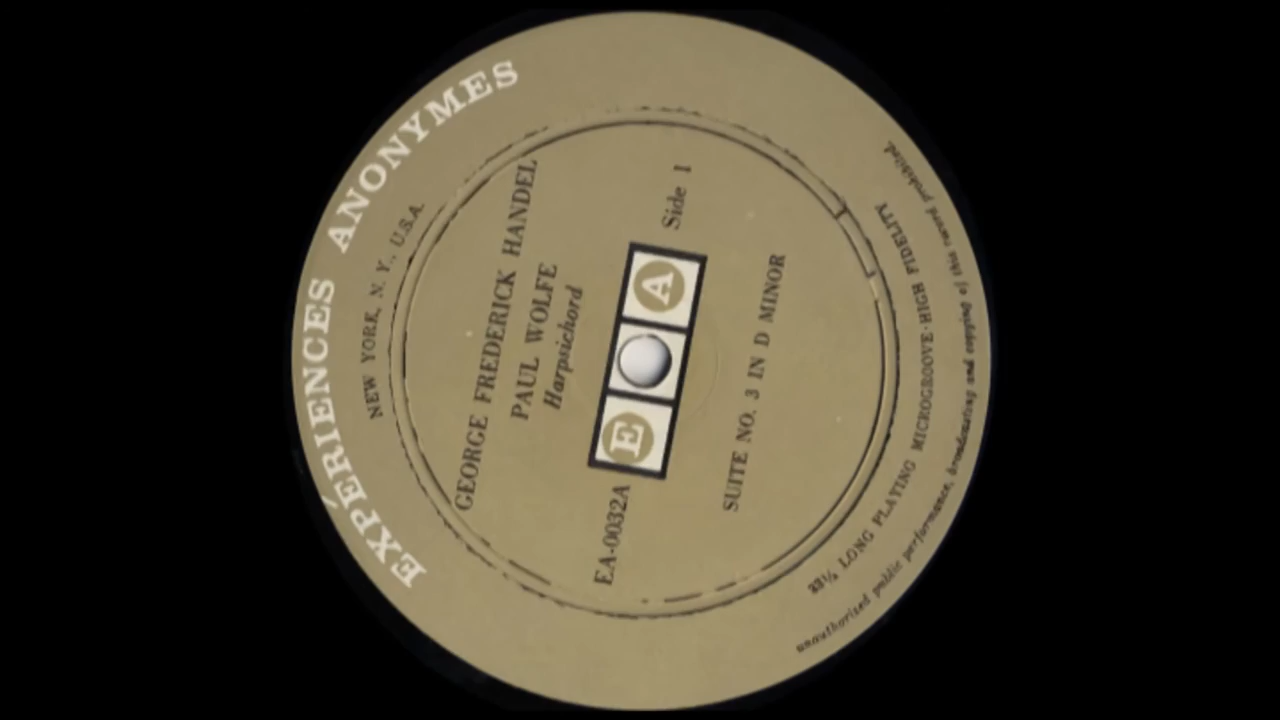 EXPÉRIENCES ANONYMES
NEW YORK, N. Y., U.S.A.
GEORGE FREDERICK HANDEL
PAUL WOLFE
Harpsichord
EA-0032A
E A
Side 1
SUITE NO. 3 IN D MINOR
33⅓ LONG PLAYING MICROGROOVE·HIGH FIDELITY
unauthorized public performance, broadcasting and copying of this record prohibited.